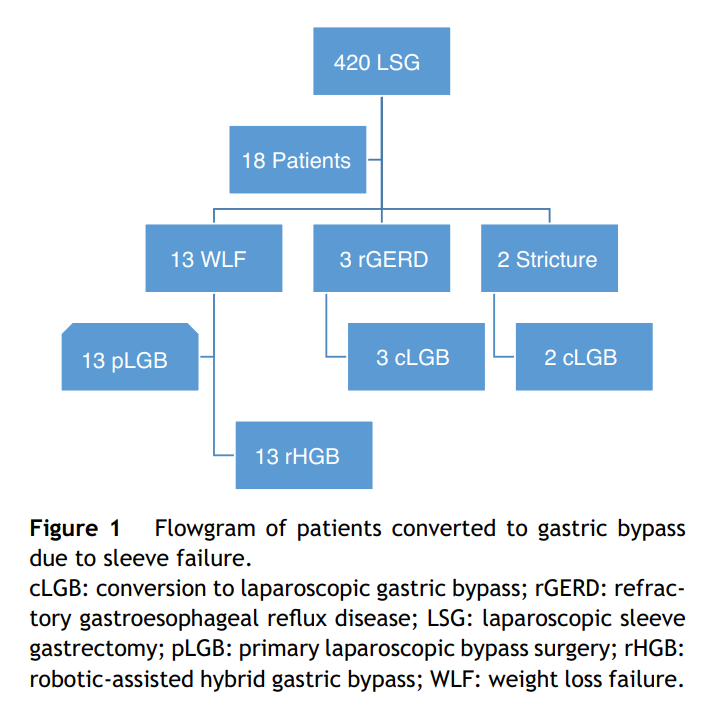 420 LSG
18 Patients
13 WLF
3 rGERD
2 Stricture
13 pLGB
3 cLGB
2 cLGB
13 rHGB
Figure 1 Flowgram of patients converted to gastric bypass
due to sleeve failure.
cLGB: conversion to laparoscopic gastric bypass; rGERD: refrac-
tory gastroesophageal reflux disease; LSG: laparoscopic sleeve
gastrectomy; pLGB: primary laparoscopic bypass surgery; rHGB:
robotic-assisted hybrid gastric bypass; WLF: weight loss failure.